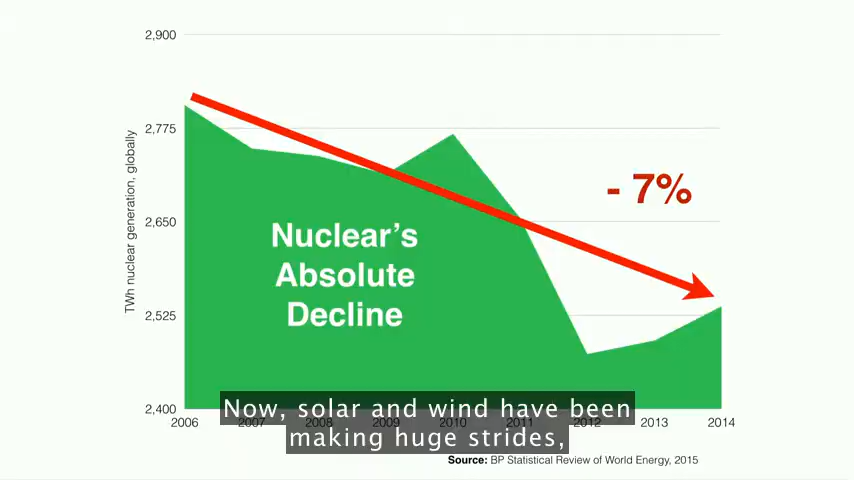 2,900
2,775
2,650
2,525
2,400
TWh nuclear generation, globally
- 7%
Nuclear's
Absolute
Decline
2006 2007 2008 2009 2010 2011 2012 2013 2014
Now, solar and wind have been
making huge strides,
Source: BP Statistical Review of World Energy, 2015